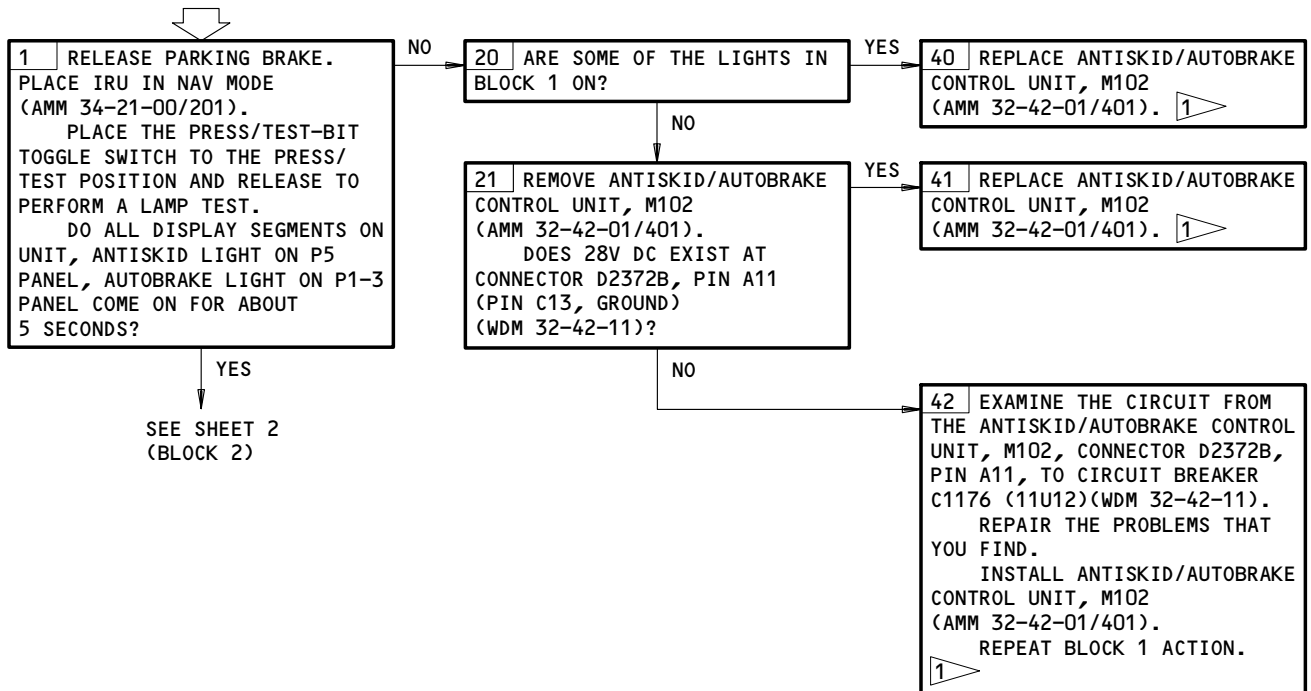 1 RELEASE PARKING BRAKE.
PLACE IRU IN NAV MODE
(AMM 34-21-00/201).
PLACE THE PRESS/TEST-BIT
TOGGLE SWITCH TO THE PRESS/
TEST POSITION AND RELEASE TO
PERFORM A LAMP TEST.
DO ALL DISPLAY SEGMENTS ON
UNIT, ANTISKID LIGHT ON P5
PANEL, AUTOBRAKE LIGHT ON P1-3
PANEL COME ON FOR ABOUT
5 SECONDS?
YES
SEE SHEET 2
(BLOCK 2)
NO
20 ARE SOME OF THE LIGHTS IN
BLOCK 1 ON?
YES
40 REPLACE ANTISKID/AUTOBRAKE
CONTROL UNIT, M102
(AMM 32-42-01/401). 1
NO
21 REMOVE ANTISKID/AUTOBRAKE
CONTROL UNIT, M102
(AMM 32-42-01/401).
DOES 28V DC EXIST AT
CONNECTOR D2372B, PIN A11
(PIN C13, GROUND)
(WDM 32-42-11)?
YES
41 REPLACE ANTISKID/AUTOBRAKE
CONTROL UNIT, M102
(AMM 32-42-01/401). 1
NO
42 EXAMINE THE CIRCUIT FROM
THE ANTISKID/AUTOBRAKE CONTROL
UNIT, M102, CONNECTOR D2372B,
PIN A11, TO CIRCUIT BREAKER
C1176 (11U12)(WDM 32-42-11).
REPAIR THE PROBLEMS THAT
YOU FIND.
INSTALL ANTISKID/AUTOBRAKE
CONTROL UNIT, M102
(AMM 32-42-01/401).
REPEAT BLOCK 1 ACTION.
1